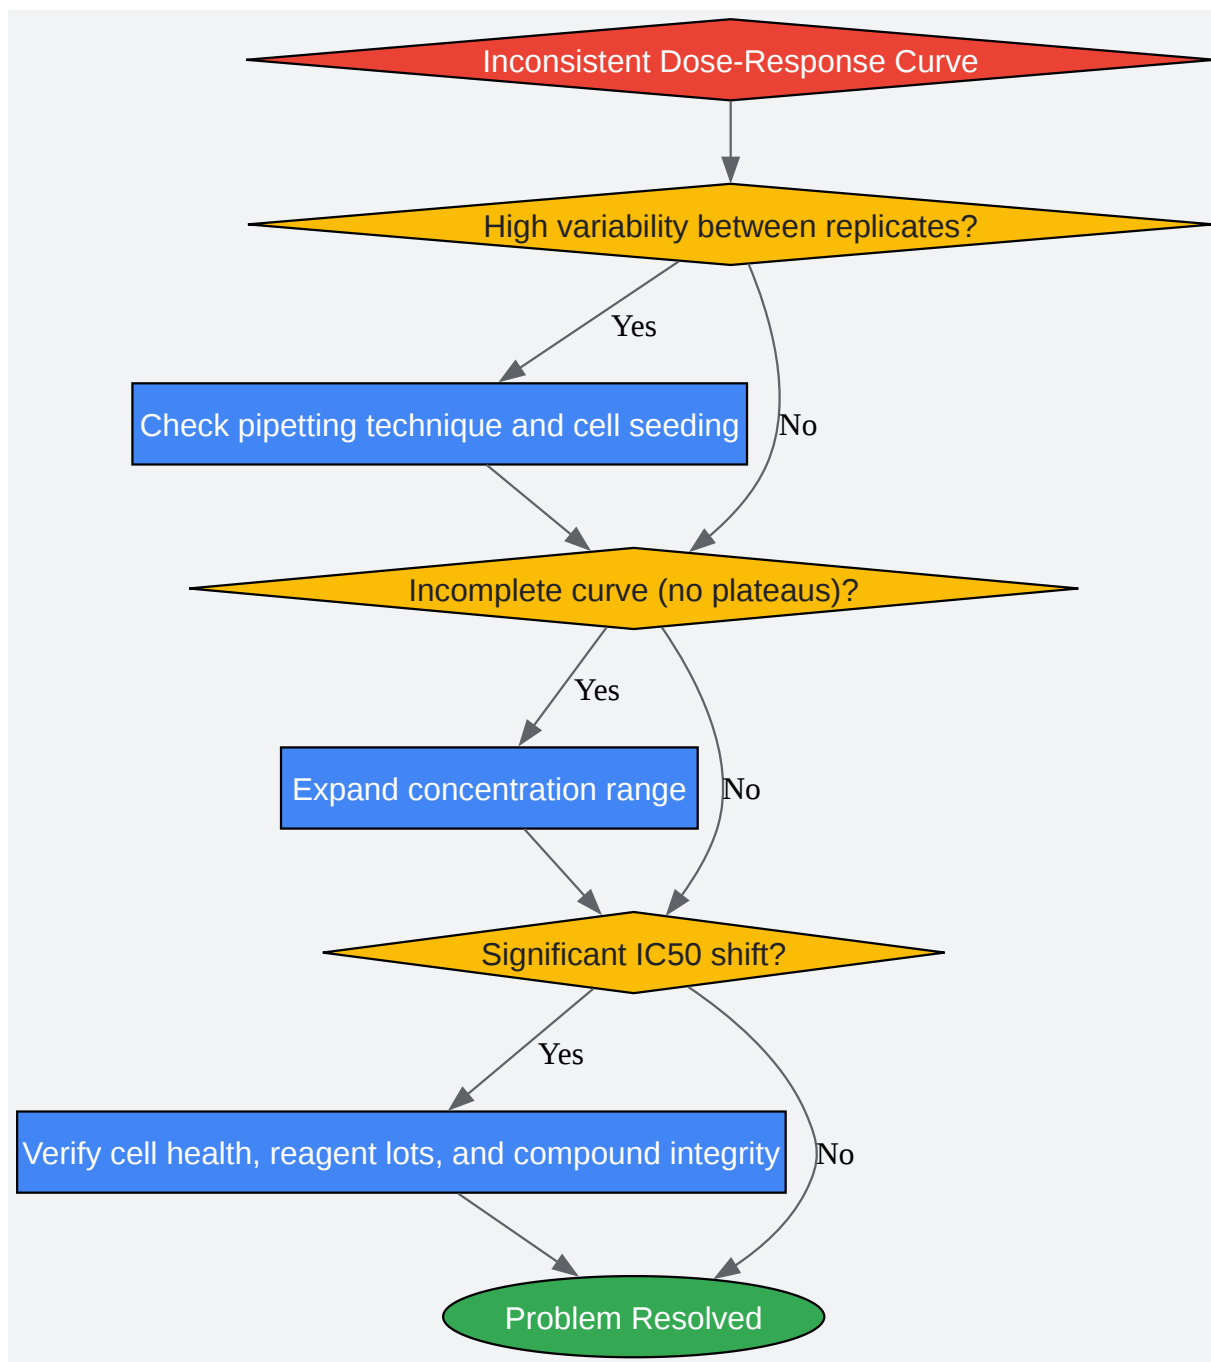 Inconsistent Dose-Response Curve
High variability between replicates?
Yes
Check pipetting technique and cell seeding
No
Incomplete curve (no plateaus)?
Yes
Expand concentration range
No
Significant IC50 shift?
Yes
Verify cell health, reagent lots, and compound integrity
No
Problem Resolved